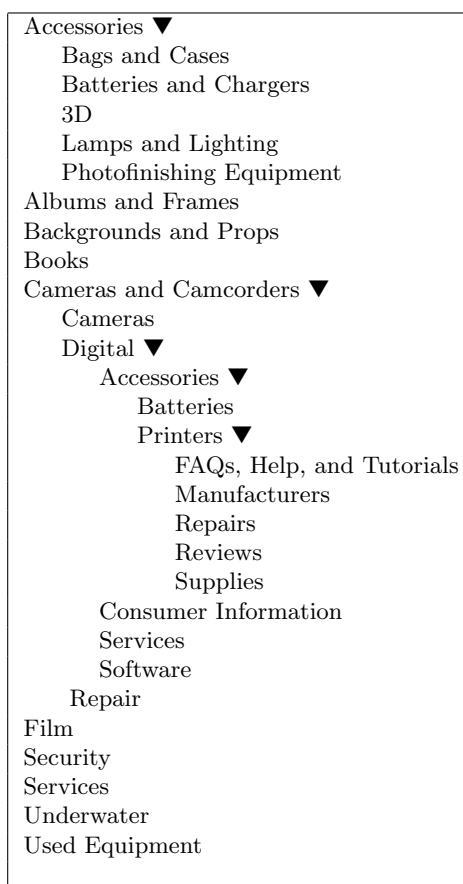 Accessories ▼
Bags and Cases
Batteries and Chargers
3D
Lamps and Lighting
Photofinishing Equipment
Albums and Frames
Backgrounds and Props
Books
Cameras and Camcorders ▼
Cameras
Digital ▼
Accessories ▼
Batteries
Printers ▼
FAQs, Help, and Tutorials
Manufacturers
Repairs
Reviews
Supplies
Consumer Information
Services
Software
Repair
Film
Security
Services
Underwater
Used Equipment